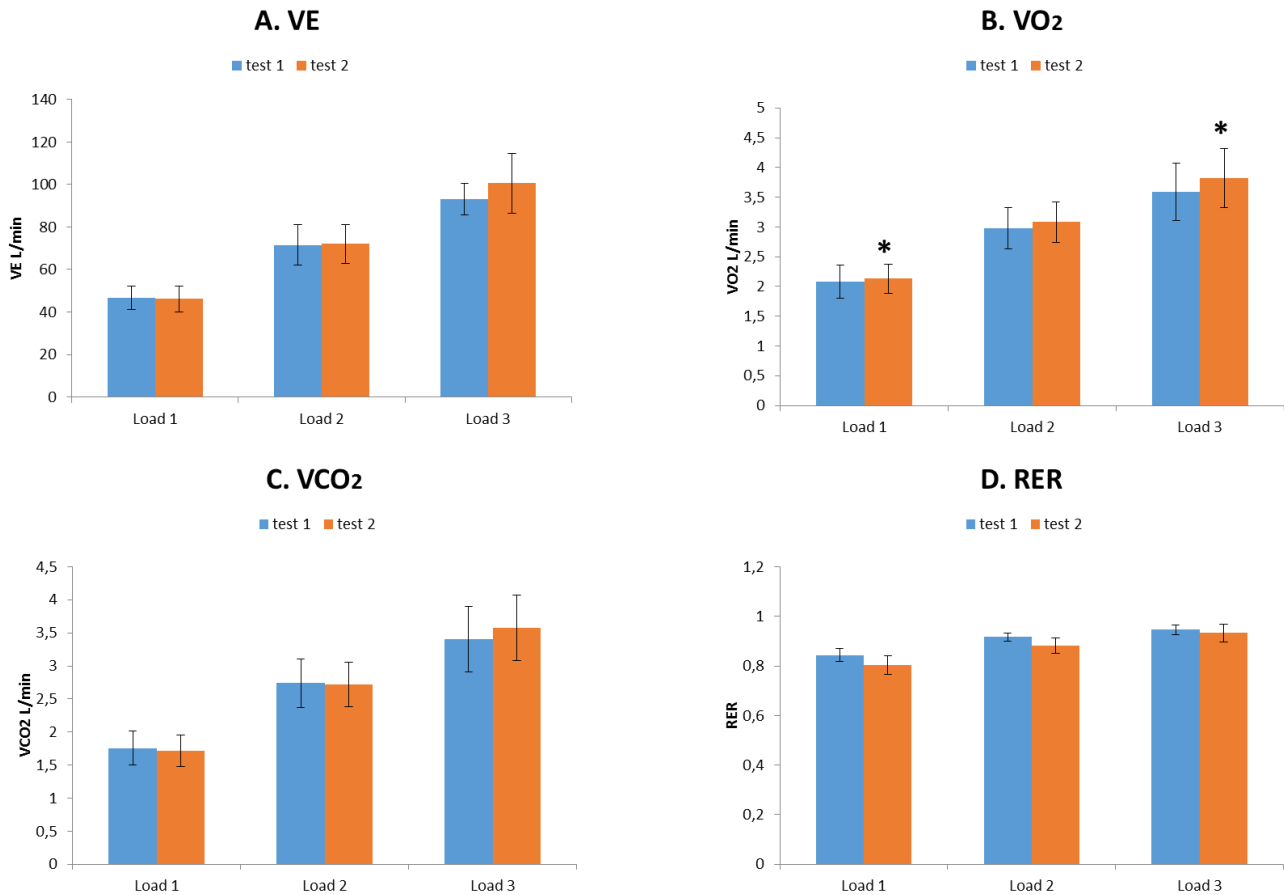 A. VE
test 1 test 2
VE L/min
140
120
100
80
60
40
20
0
Load 1 Load 2 Load 3
B. VO2
test 1 test 2
VO2 L/min
5
4,5
4
3,5
3
2,5
2
1,5
1
0,5
0
*
*
Load 1 Load 2 Load 3
C. VCO2
test 1 test 2
VCO2 L/min
4,5
4
3,5
3
2,5
2
1,5
1
0,5
0
Load 1 Load 2 Load 3
D. RER
test 1 test 2
RER
1,2
1
0,8
0,6
0,4
0,2
0
Load 1 Load 2 Load 3